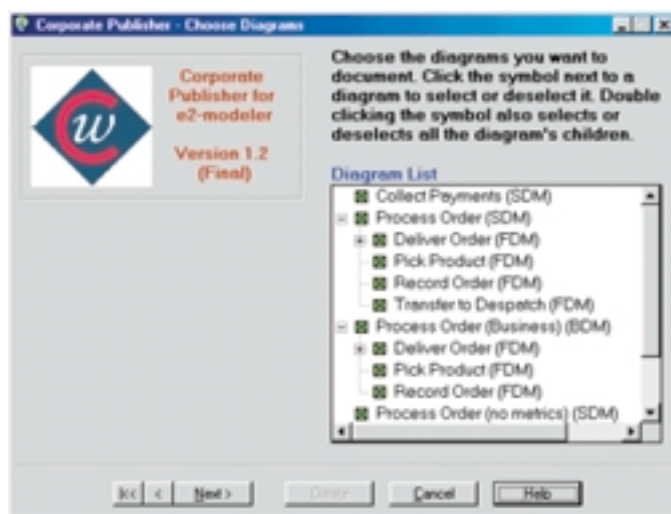 Corporate Publisher - Choose Diagrams
Corporate
Publisher for
e2-modeler
Version 1.2
(Final)
Choose the diagrams you want to
document. Click the symbol next to a
diagram to select or deselect it. Double
clicking the symbol also selects or
deselects all the diagram's children.
Diagram List
Collect Payments (SDM)
Process Order (SDM)
Deliver Order (FDM)
Pick Product (FDM)
Record Order (FDM)
Transfer to Despatch (FDM)
Process Order (Business) (BDM)
Deliver Order (FDM)
Pick Product (FDM)
Record Order (FDM)
Process Order (no metrics) (SDM)
|<< < Next > Create Cancel Help